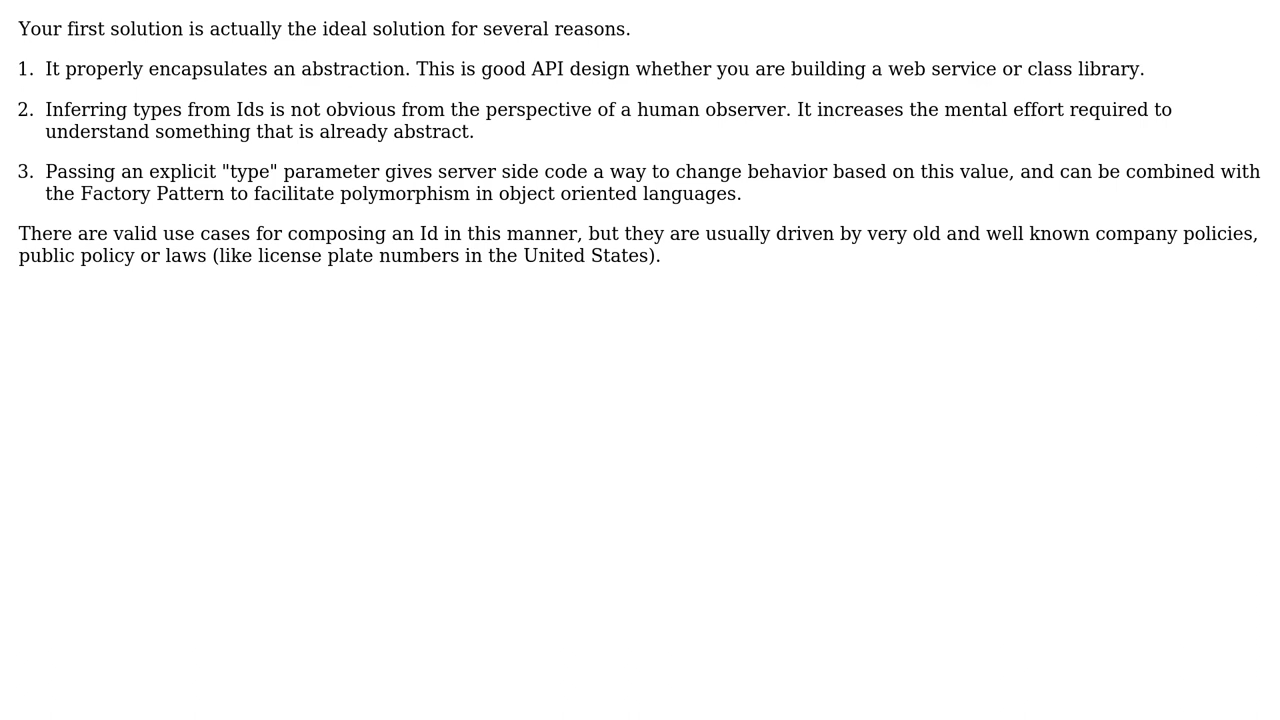 Your first solution is actually the ideal solution for several reasons.
1. It properly encapsulates an abstraction. This is good API design whether you are building a web service or class library.
2. Inferring types from Ids is not obvious from the perspective of a human observer. It increases the mental effort required to
understand something that is already abstract.
3. Passing an explicit "type" parameter gives server side code a way to change behavior based on this value, and can be combined with
the Factory Pattern to facilitate polymorphism in object oriented languages.
There are valid use cases for composing an Id in this manner, but they are usually driven by very old and well known company policies,
public policy or laws (like license plate numbers in the United States).